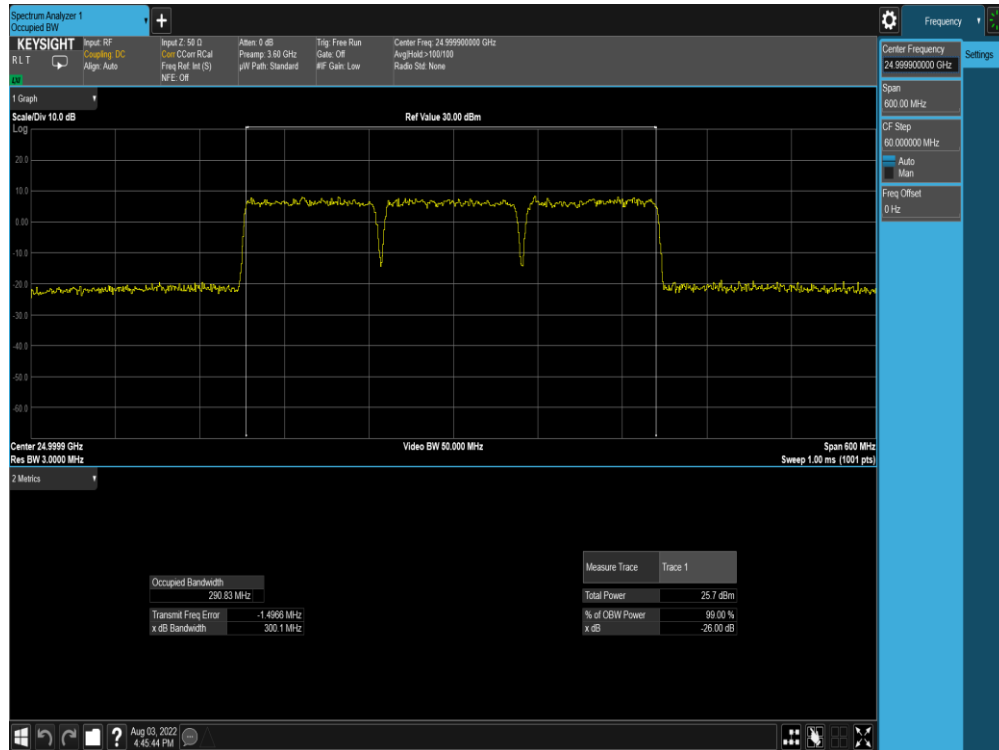 Spectrum Analyzer 1
Occupied BW
+
Frequency
KEYSIGHT
RLT
LXI
Input: RF
Coupling: DC
Align: Auto
Input Z: 50 Ω
Corr CCorr RCal
Freq Ref: Int (S)
NFE: Off
Atten: 0 dB
Preamp: 3.60 GHz
µW Path: Standard
Trig: Free Run
Gate: Off
#IF Gain: Low
Center Freq: 24.999900000 GHz
Avg|Hold:>100/100
Radio Std: None
Center Frequency
24.999900000 GHz
Settings
Span
600.00 MHz
CF Step
60.000000 MHz
Auto
Man
Freq Offset
0 Hz
1 Graph
Scale/Div 10.0 dB
Ref Value 30.00 dBm
Log
20.0
10.0
0.00
-10.0
-20.0
-30.0
-40.0
-50.0
-60.0
Center 24.9999 GHz
Video BW 50.000 MHz
Span 600 MHz
Res BW 3.0000 MHz
Sweep 1.00 ms (1001 pts)
2 Metrics
Measure Trace Trace 1
Occupied Bandwidth
290.83 MHz
Total Power 25.7 dBm
Transmit Freq Error -1.4966 MHz
% of OBW Power 99.00 %
x dB Bandwidth 300.1 MHz
x dB -26.00 dB
?
Aug 03, 2022
4:45:44 PM